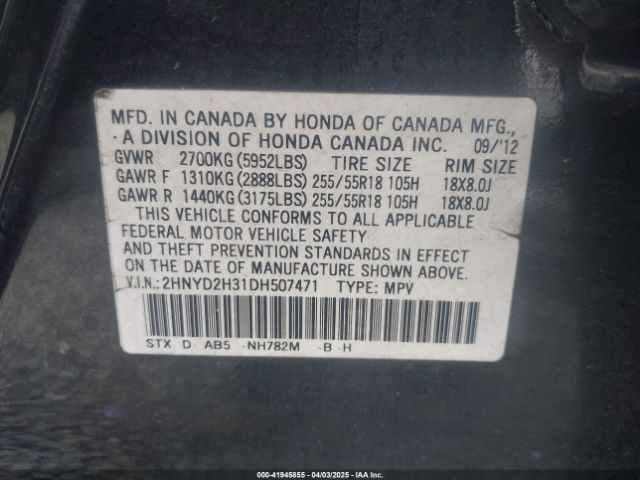 MFD. IN CANADA BY HONDA OF CANADA MFG.,
A DIVISION OF HONDA CANADA INC. 09/'12
GVWR 2700KG(5952LBS) TIRE SIZE RIM SIZE
GAWR F 1310KG(2888LBS) 255/55R18 105H 18X8.0J
GAWR R 1440KG(3175LBS) 255/55R18 105H 18X8.0J
THIS VEHICLE CONFORMS TO ALL APPLICABLE
FEDERAL MOTOR VEHICLE SAFETY
AND THEFT PREVENTION STANDARDS IN EFFECT
ON THE DATE OF MANUFACTURE SHOWN ABOVE.
V.I.N.: 2HNYD2H31DH507471 TYPE: MPV
STX D AB5 -NH782M -B -H
000-41945855 - 04/03/2025 - IAAI.com